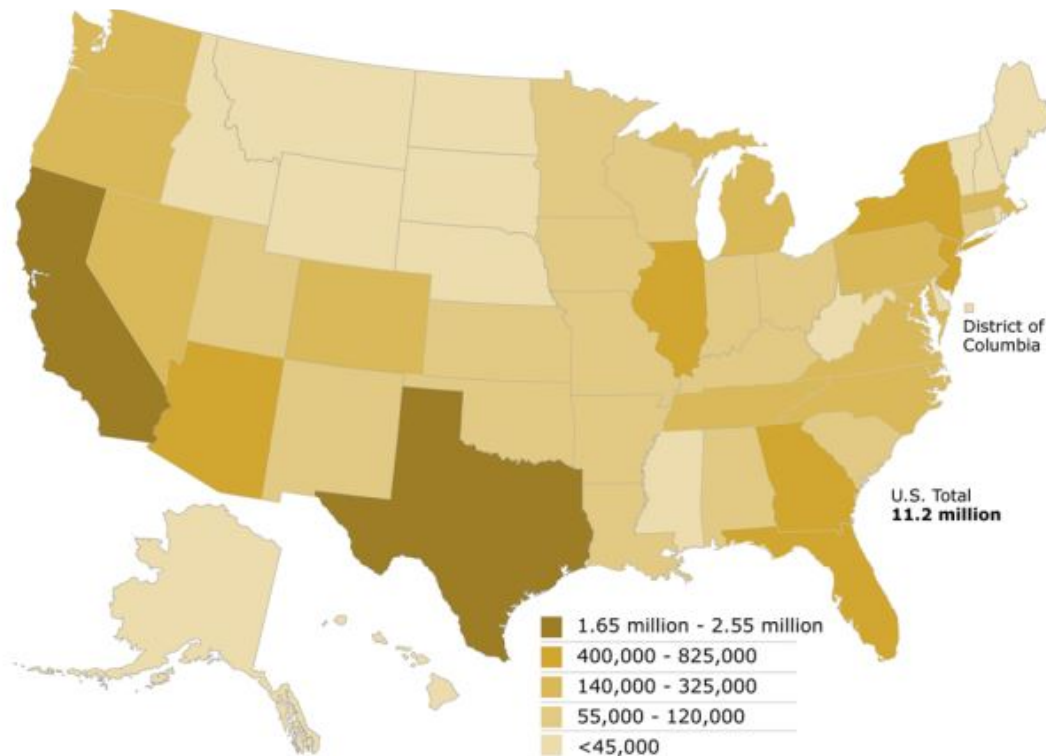 District of
Columbia
U.S. Total
11.2 million
1.65 million - 2.55 million
400,000 - 825,000
140,000 - 325,000
55,000 - 120,000
<45,000